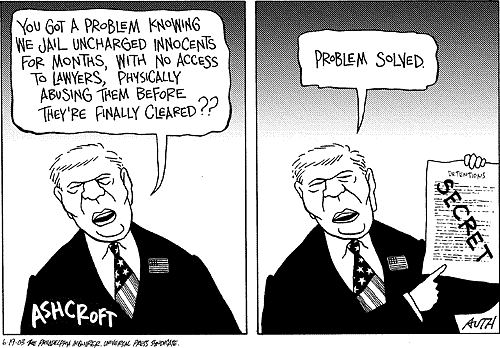 YOU GOT A PROBLEM KNOWING
WE JAIL UNCHARGED INNOCENTS
FOR MONTHS, WITH NO ACCESS
TO LAWYERS, PHYSICALLY
ABUSING THEM BEFORE
THEY'RE FINALLY CLEARED??
ASHCROFT
6-19-03 THE PHILADELPHIA INQUIRER. UNIVERSAL PRESS SYNDICATE.
PROBLEM SOLVED.
DETENTIONS
SECRET
AUTH